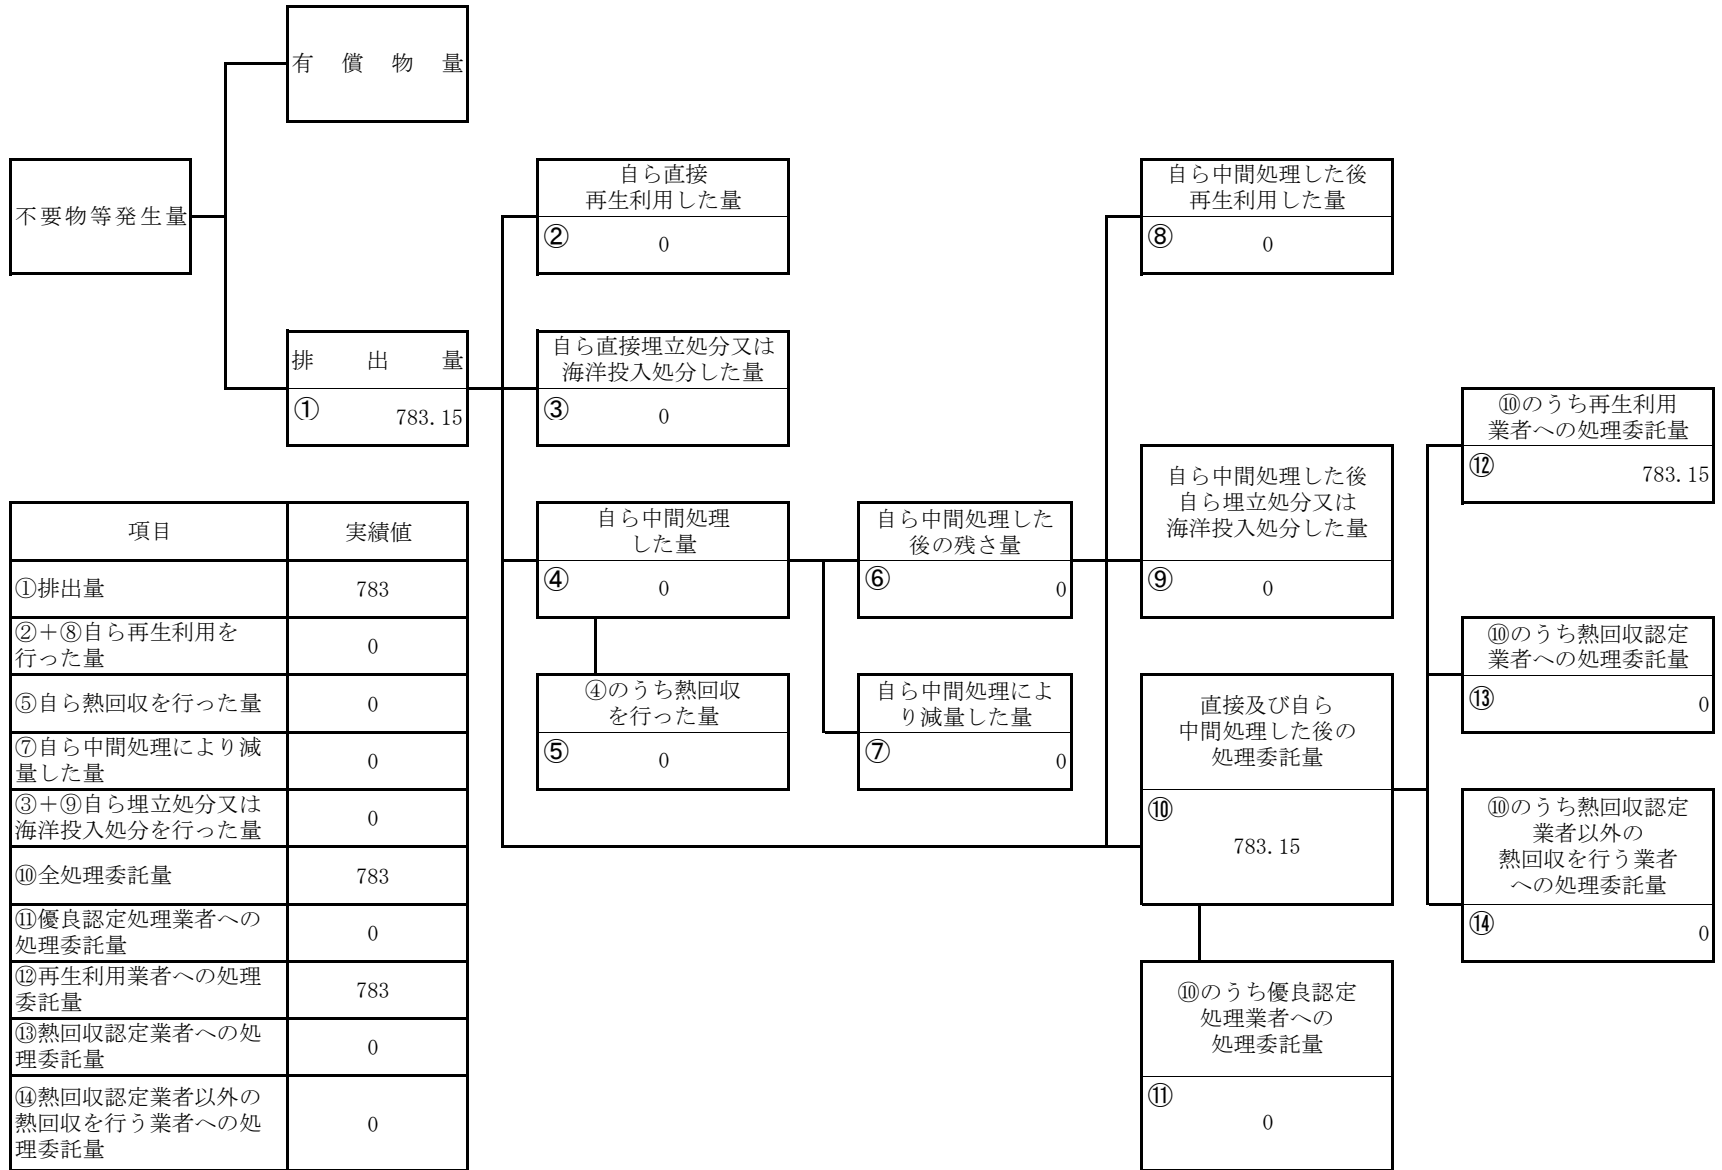 有償物量
不要物等発生量
排出量
① 783.15
自ら直接
再生利用した量
② 0
自ら直接埋立処分又は
海洋投入処分した量
③ 0
自ら中間処理
した量
④ 0
④のうち熱回収
を行った量
⑤ 0
自ら中間処理した
後の残さ量
⑥ 0
自ら中間処理によ
り減量した量
⑦ 0
自ら中間処理した後
再生利用した量
⑧ 0
自ら中間処理した後
自ら埋立処分又は
海洋投入処分した量
⑨ 0
直接及び自ら
中間処理した後の
処理委託量
⑩
783.15
⑩のうち優良認定
処理業者への
処理委託量
⑪
0
⑩のうち再生利用
業者への処理委託量
⑫ 783.15
⑩のうち熱回収認定
業者への処理委託量
⑬ 0
⑩のうち熱回収認定
業者以外の
熱回収を行う業者
への処理委託量
⑭ 0
項目 実績値
①排出量 783
②+⑧自ら再生利用を
行った量 0
⑤自ら熱回収を行った量 0
⑦自ら中間処理により減
量した量 0
③+⑨自ら埋立処分又は
海洋投入処分を行った量 0
⑩全処理委託量 783
⑪優良認定処理業者への
処理委託量 0
⑫再生利用業者への処理
委託量 783
⑬熱回収認定業者への処
理委託量 0
⑭熱回収認定業者以外の
熱回収を行う業者への処 0
理委託量